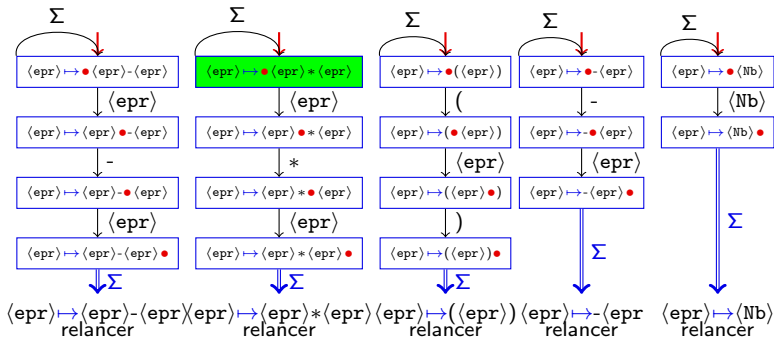 Σ Σ Σ Σ Σ
⟨epr⟩↦•⟨epr⟩-⟨epr⟩ ⟨epr⟩↦•⟨epr⟩∗⟨epr⟩ ⟨epr⟩↦•(⟨epr⟩) ⟨epr⟩↦•-⟨epr⟩ ⟨epr⟩↦•⟨Nb⟩
⟨epr⟩ ⟨epr⟩ ( - ⟨Nb⟩
⟨epr⟩↦⟨epr⟩•-⟨epr⟩ ⟨epr⟩↦⟨epr⟩•∗⟨epr⟩ ⟨epr⟩↦(•⟨epr⟩) ⟨epr⟩↦-•⟨epr⟩ ⟨epr⟩↦⟨Nb⟩•
- ∗ ⟨epr⟩ ⟨epr⟩
⟨epr⟩↦⟨epr⟩-•⟨epr⟩ ⟨epr⟩↦⟨epr⟩∗•⟨epr⟩ ⟨epr⟩↦(⟨epr⟩•) ⟨epr⟩↦-⟨epr⟩•
⟨epr⟩ ⟨epr⟩ ) Σ
⟨epr⟩↦⟨epr⟩-⟨epr⟩• ⟨epr⟩↦⟨epr⟩∗⟨epr⟩• ⟨epr⟩↦(⟨epr⟩)• Σ
Σ Σ Σ
⟨epr⟩↦⟨epr⟩-⟨epr⟩ ⟨epr⟩↦⟨epr⟩∗⟨epr⟩ ⟨epr⟩↦(⟨epr⟩) ⟨epr⟩↦-⟨epr ⟨epr⟩↦⟨Nb⟩
relancer relancer relancer relancer relancer